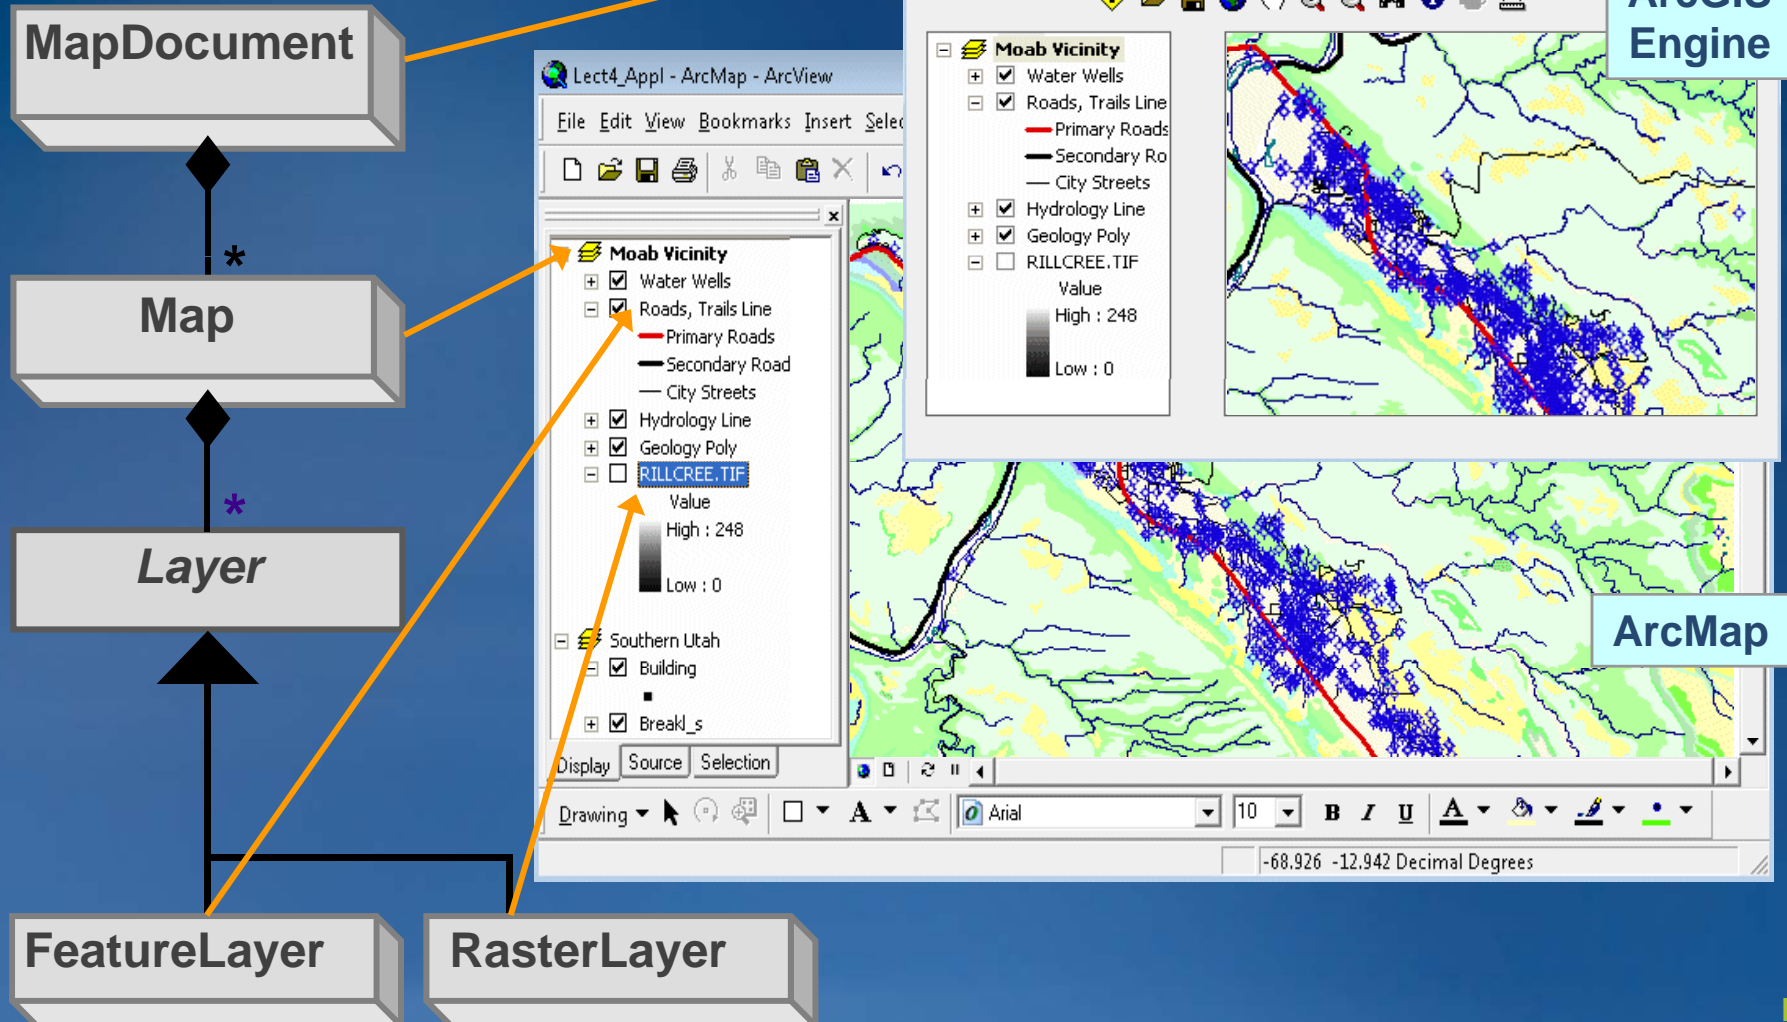 MapDocument
*
Map
*
Layer
FeatureLayer
RasterLayer
Lect4_Appl - ArcMap - ArcView
File Edit View Bookmarks Insert
Moab Vicinity
Water Wells
Roads, Trails Line
Primary Roads
Secondary Road
City Streets
Hydrology Line
Geology Poly
RILLCREE.TIF
Value
High : 248
Low : 0
Southern Utah
Building
Breakl_s
Display Source Selection
Drawing A Arial 10 B I U A
-68.926 -12.942 Decimal Degrees
Moab Vicinity
Water Wells
Roads, Trails Line
Primary Roads
Secondary Ro
City Streets
Hydrology Line
Geology Poly
RILLCREE.TIF
Value
High : 248
Low : 0
ArcGIS
Engine
ArcMap